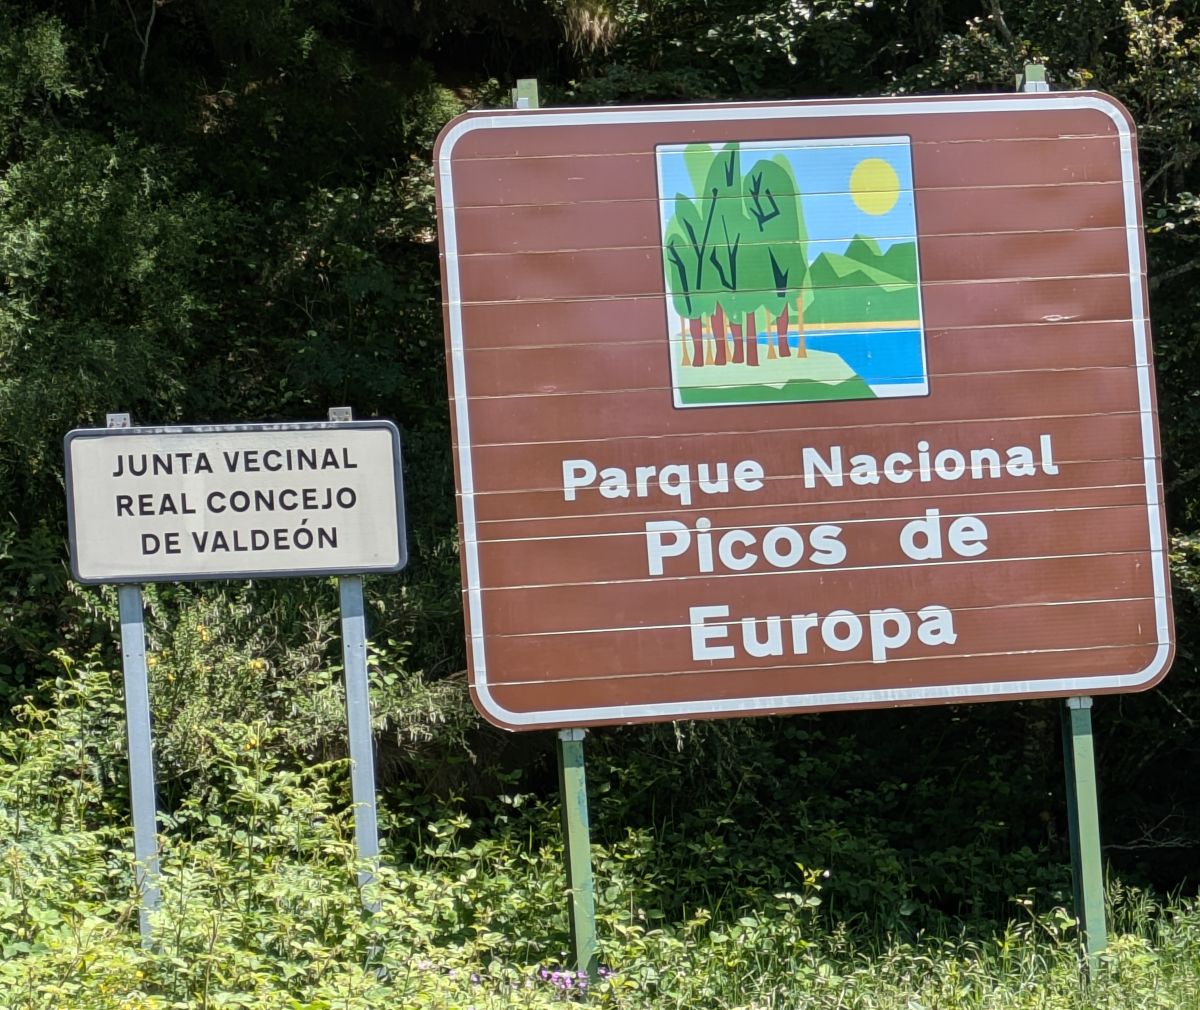 JUNTA VECINAL
REAL CONCEJO
DE VALDEÓN
Parque Nacional
Picos de
Europa